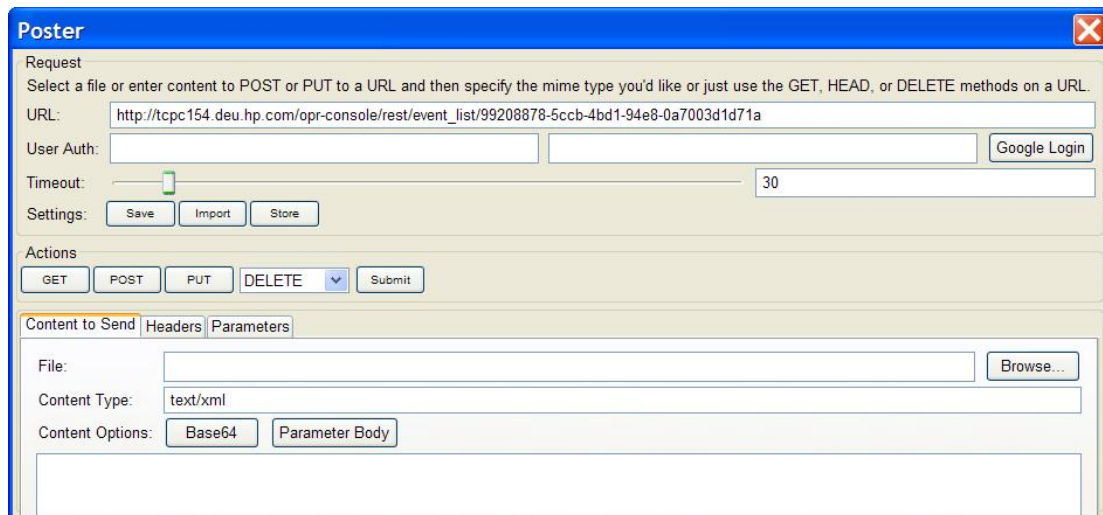 Poster
Request
Select a file or enter content to POST or PUT to a URL and then specify the mime type you'd like or just use the GET, HEAD, or DELETE methods on a URL.
URL: http://tcpc154.deu.hp.com/opr-console/rest/event_list/99208878-5ccb-4bd1-94e8-0a7003d1d71a
User Auth: Google Login
Timeout: 30
Settings: Save Import Store
Actions
GET POST PUT DELETE Submit
Content to Send Headers Parameters
File: Browse...
Content Type: text/xml
Content Options: Base64 Parameter Body